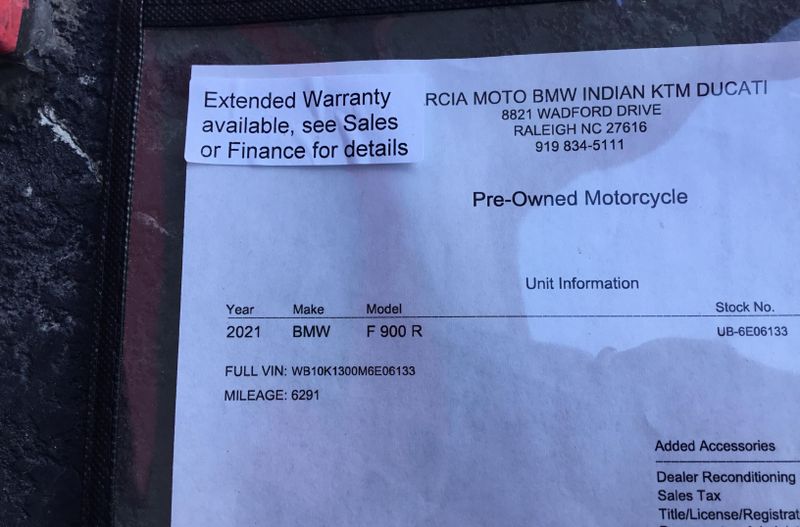 Extended Warranty
available, see Sales
or Finance for details
RCIA MOTO BMW INDIAN KTM DUCATI
8821 WADFORD DRIVE
RALEIGH NC 27616
919 834-5111
Pre-Owned Motorcycle
Unit Information
Year Make Model Stock No.
2021 BMW F 900 R UB-6E06133
FULL VIN: WB10K1300M6E06133
MILEAGE: 6291
Added Accessories
Dealer Reconditioning
Sales Tax
Title/License/Registrat